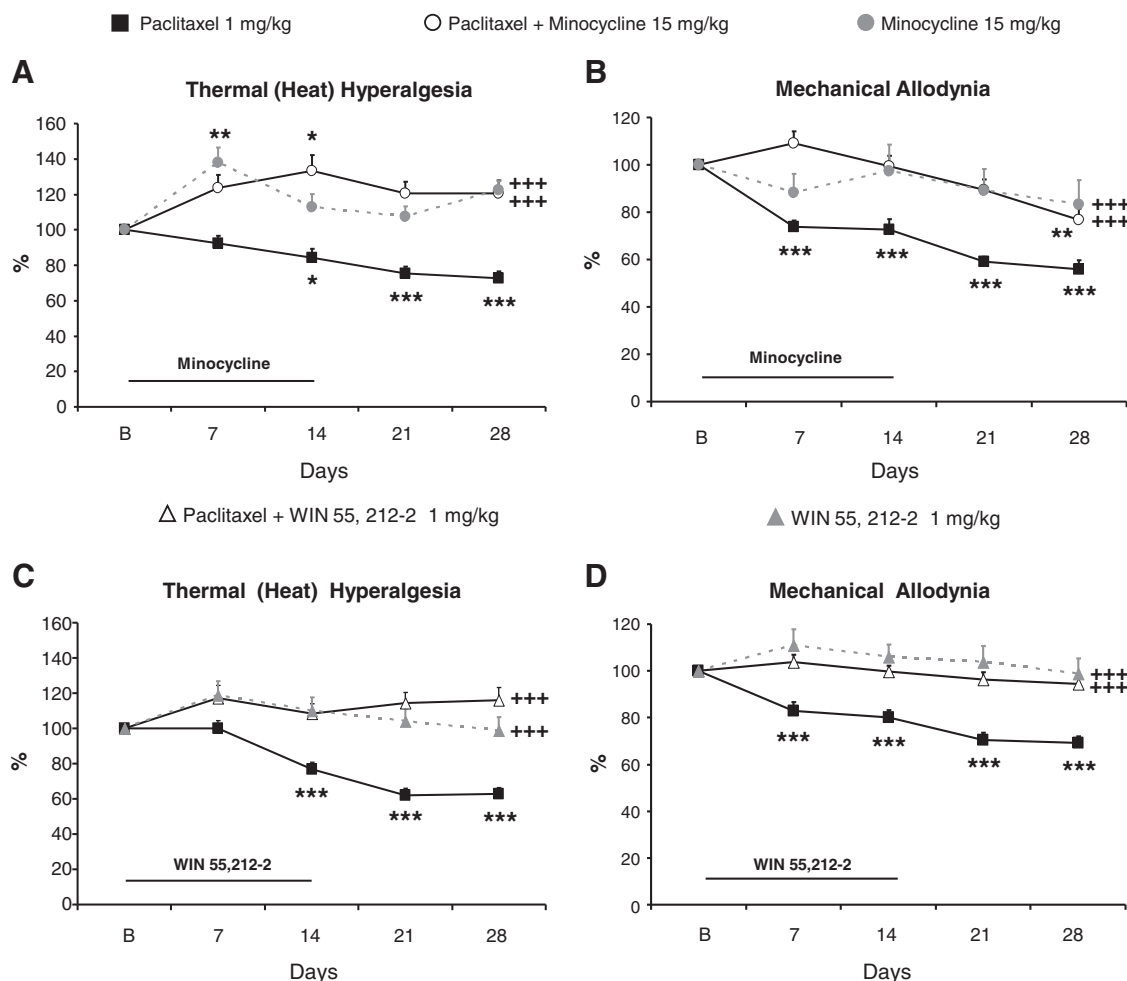 Paclitaxel 1 mg/kg
Paclitaxel + Minocycline 15 mg/kg
Minocycline 15 mg/kg
A
Thermal (Heat) Hyperalgesia
160
140
120
100
80
60
40
20
0
%
** *
+++
+++
* *** ***
Minocycline
B 7 14 21 28
Days
B
Mechanical Allodynia
120
100
80
60
40
20
0
%
+++
+++
**
*** *** *** ***
Minocycline
B 7 14 21 28
Days
Paclitaxel + WIN 55, 212-2 1 mg/kg
WIN 55, 212-2 1 mg/kg
C
Thermal (Heat) Hyperalgesia
160
140
120
100
80
60
40
20
0
%
+++
+++
*** *** ***
WIN 55,212-2
B 7 14 21 28
Days
D
Mechanical Allodynia
120
100
80
60
40
20
0
%
+++
+++
*** *** *** ***
WIN 55,212-2
B 7 14 21 28
Days